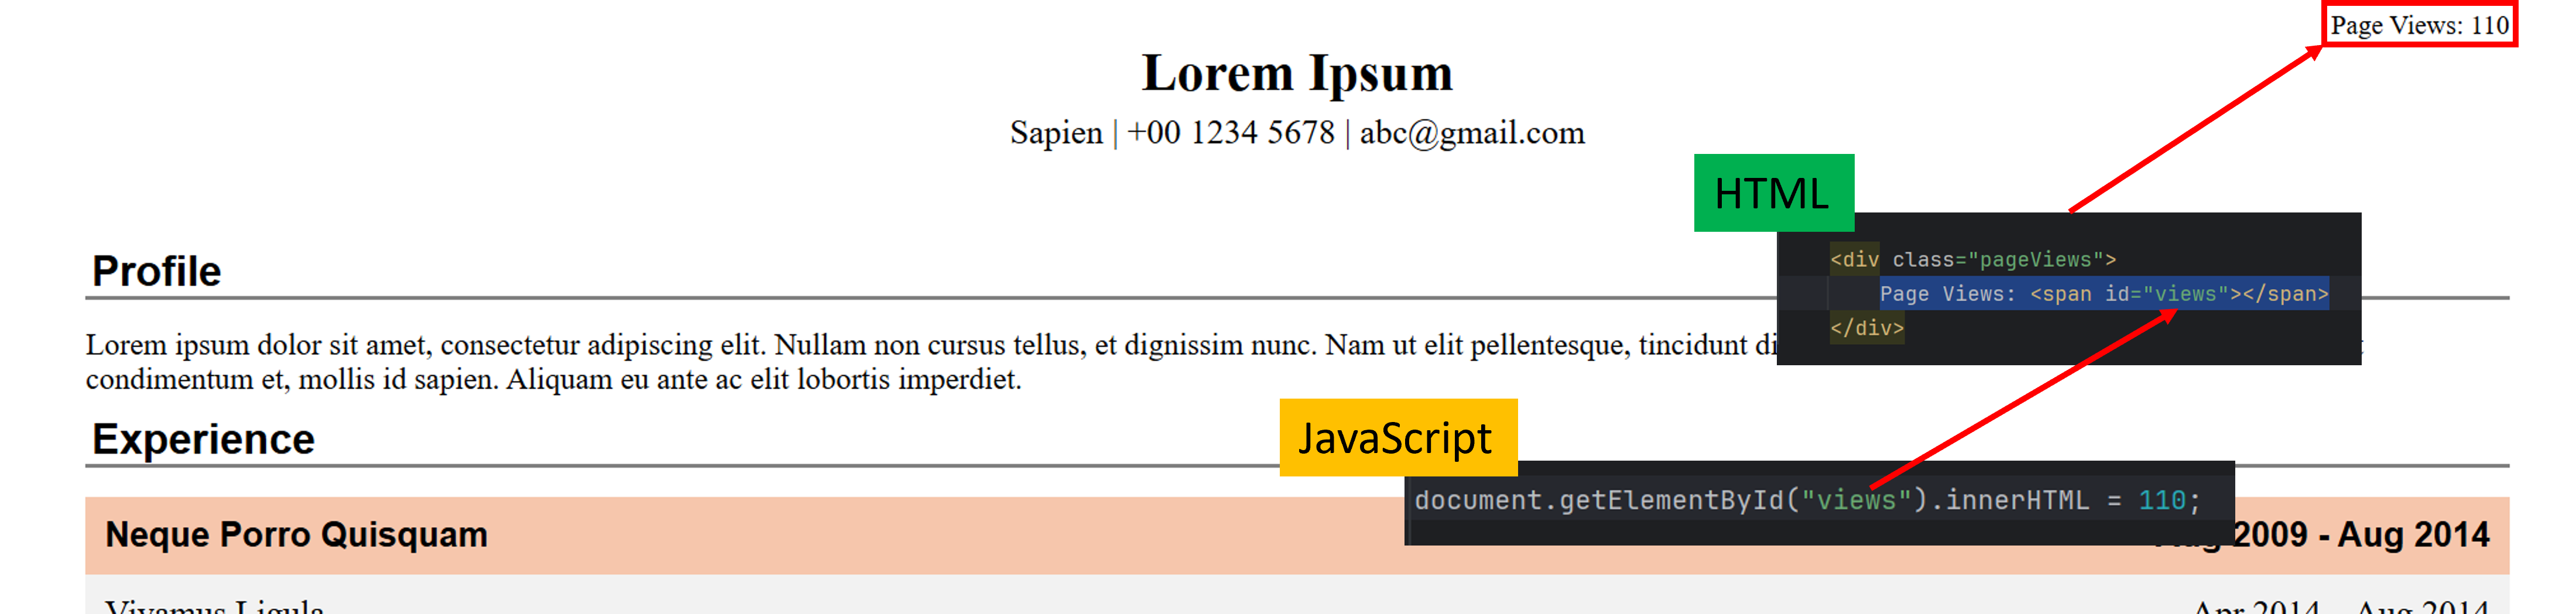 Page Views: 110
Lorem Ipsum
Sapien | +00 1234 5678 | abc@gmail.com
HTML
<div class="pageViews">
Page Views: <span id="views"></span>
</div>
Profile
Lorem ipsum dolor sit amet, consectetur adipiscing elit. Nullam non cursus tellus, et dignissim nunc. Nam ut elit pellentesque, tincidunt
condimentum et, mollis id sapien. Aliquam eu ante ac elit lobortis imperdiet.
Experience
JavaScript
document.getElementById("views").innerHTML = 110;
Neque Porro Quisquam
2009 - Aug 2014
Vivamus Ligula
Apr 2014 - Aug 2014